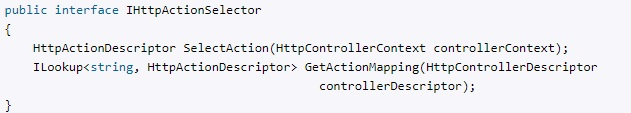 public interface IHttpActionSelector
{
    HttpActionDescriptor SelectAction(HttpControllerContext controllerContext);
    ILookup<string, HttpActionDescriptor> GetActionMapping(HttpControllerDescriptor
                                          controllerDescriptor);
}